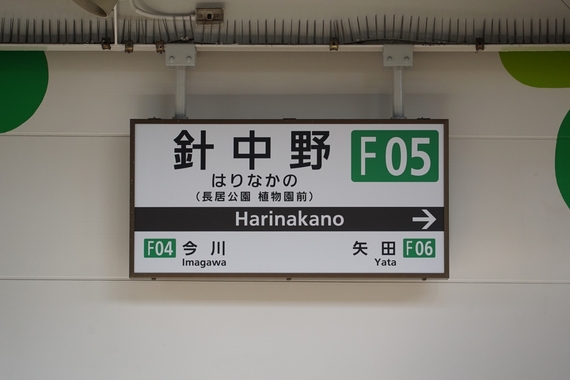 針中野 F05
はりなかの
(長居公園 植物園前)
Harinakano →
F04 今川 矢田 F06
Imagawa Yata